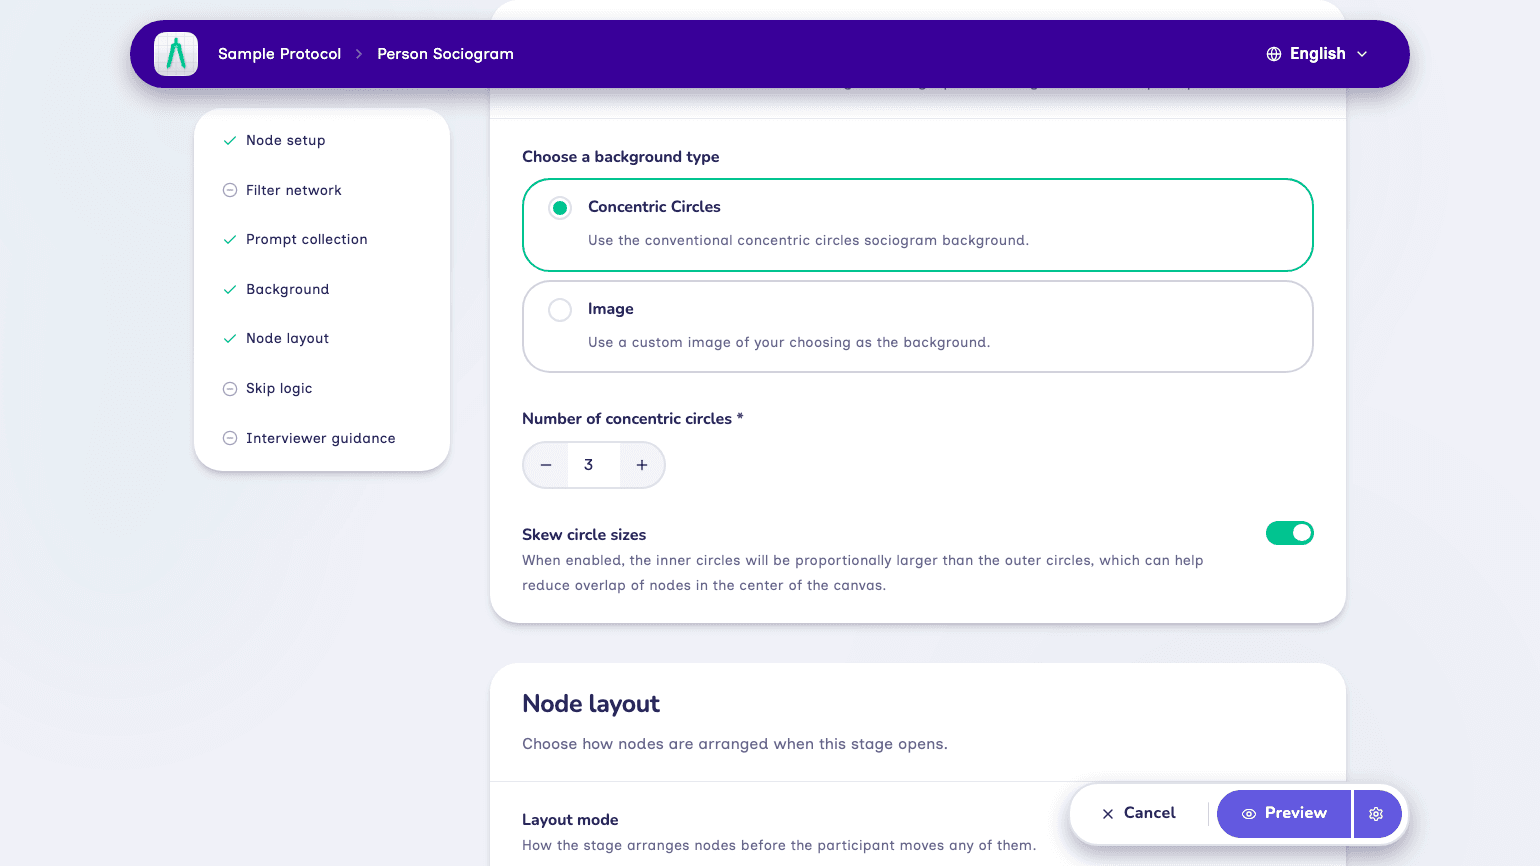 Sample Protocol
Person Sociogram
English
Node setup
Filter network
Prompt collection
Background
Node layout
Skip logic
Interviewer guidance
Choose a background type
Concentric Circles
Use the conventional concentric circles sociogram background.
Image
Use a custom image of your choosing as the background.
Number of concentric circles *
3
Skew circle sizes
When enabled, the inner circles will be proportionally larger than the outer circles, which can help
reduce overlap of nodes in the center of the canvas.
Node layout
Choose how nodes are arranged when this stage opens.
Layout mode
How the stage arranges nodes before the participant moves any of them.
Cancel
Preview